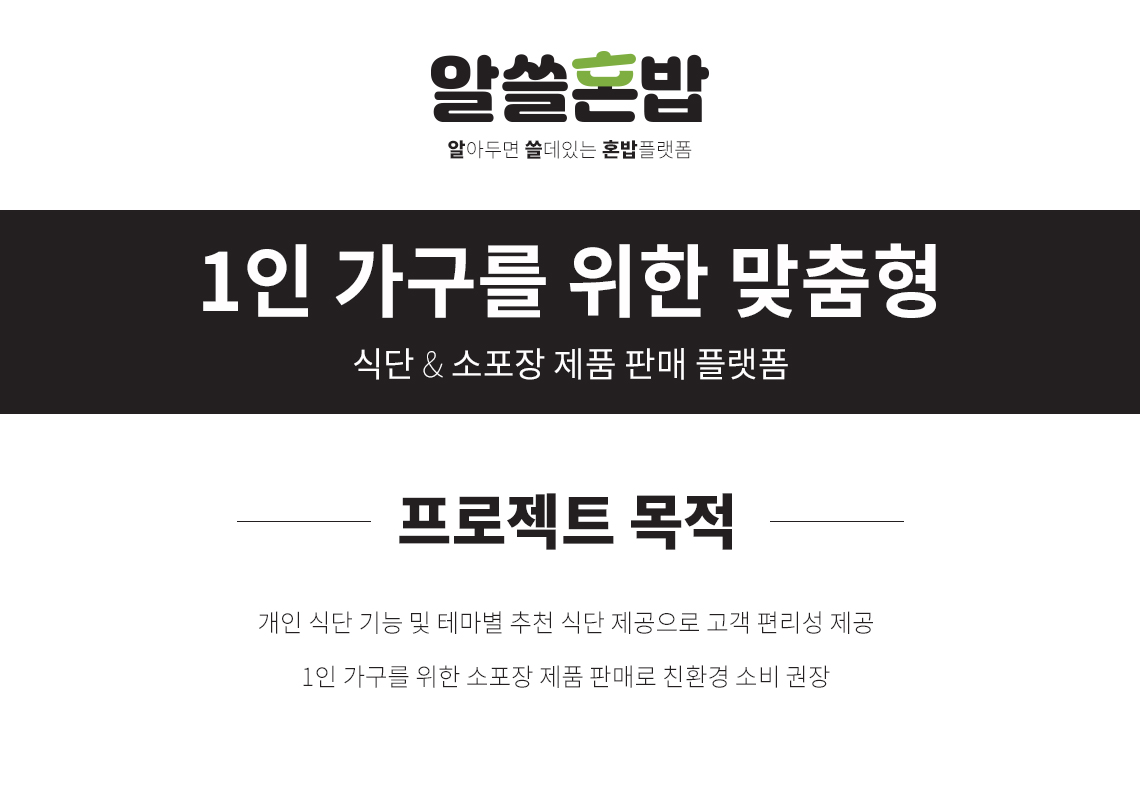 알쓸혼밥
알아두면 쓸데있는 혼밥플랫폼
1인 가구를 위한 맞춤형
식단 & 소포장 제품 판매 플랫폼
프로젝트 목적
개인 식단 기능 및 테마별 추천 식단 제공으로 고객 편리성 제공
1인 가구를 위한 소포장 제품 판매로 친환경 소비 권장